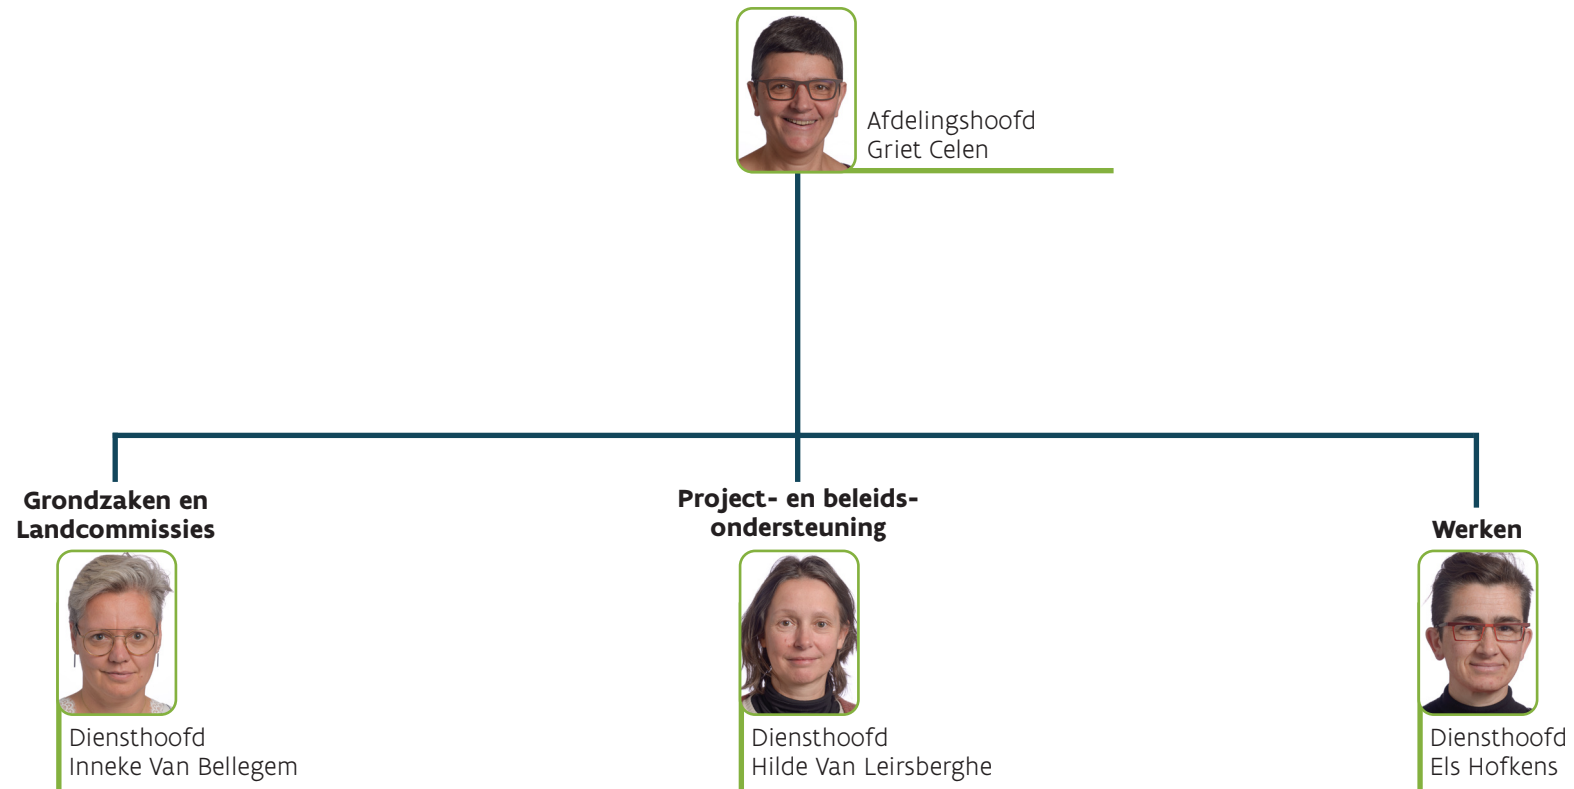 Afdelingshoofd
Griet Celen
Grondzaken en
Landcommissies
Diensthoofd
Inneke Van Bellegem
Project- en beleids-
ondersteuning
Diensthoofd
Hilde Van Leirsberghe
Werken
Diensthoofd
Els Hofkens